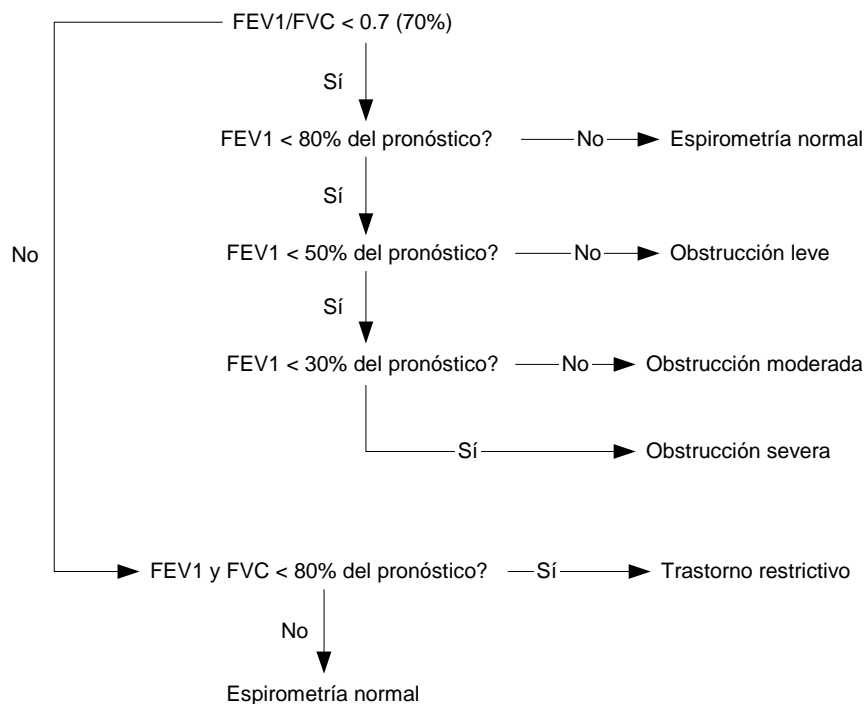 FEV1/FVC < 0.7 (70%)
Sí
FEV1 < 80% del pronóstico?
No
Espirometría normal
Sí
No
FEV1 < 50% del pronóstico?
No
Obstrucción leve
Sí
FEV1 < 30% del pronóstico?
No
Obstrucción moderada
Sí
Obstrucción severa
FEV1 y FVC < 80% del pronóstico?
Sí
Trastorno restrictivo
No
Espirometría normal